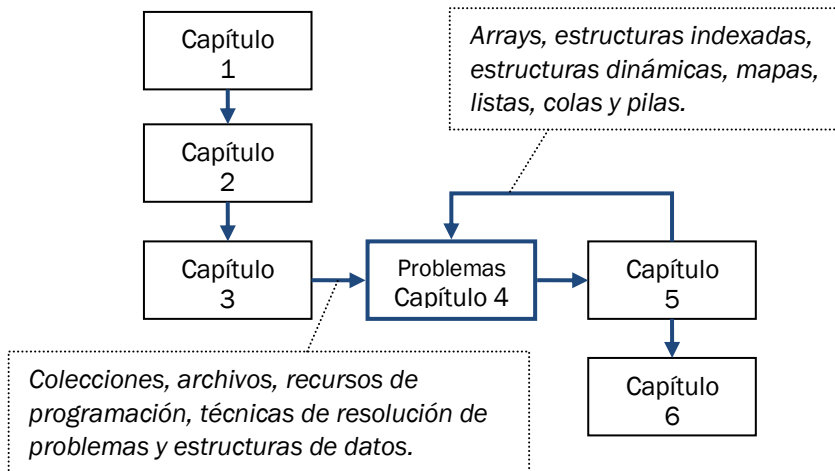 Capítulo
1
Arrays, estructuras indexadas,
estructuras dinámicas, mapas,
listas, colas y pilas.
Capítulo
2
Capítulo
3
Problemas
Capítulo 4
Capítulo
5
Colecciones, archivos, recursos de
programación, técnicas de resolución de
problemas y estructuras de datos.
Capítulo
6